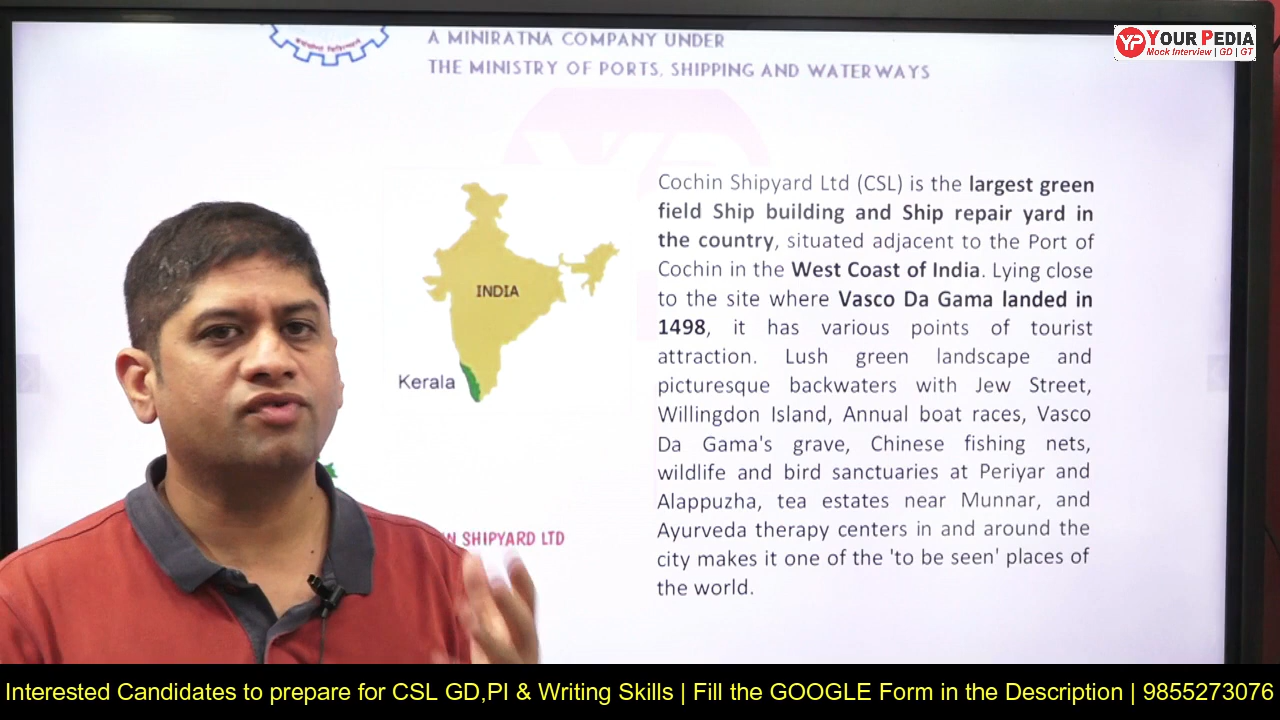 A MINIRATNA COMPANY UNDER
THE MINISTRY OF PORTS, SHIPPING AND WATERWAYS
YP YOUR PEDIA
Mock Interview | GD | GT
INDIA
Kerala
N SHIPYARD LTD
Cochin Shipyard Ltd (CSL) is the largest green
field Ship building and Ship repair yard in
the country, situated adjacent to the Port of
Cochin in the West Coast of India. Lying close
to the site where Vasco Da Gama landed in
1498, it has various points of tourist
attraction. Lush green landscape and
picturesque backwaters with Jew Street,
Willingdon Island, Annual boat races, Vasco
Da Gama's grave, Chinese fishing nets,
wildlife and bird sanctuaries at Periyar and
Alappuzha, tea estates near Munnar, and
Ayurveda therapy centers in and around the
city makes it one of the 'to be seen' places of
the world.
Interested Candidates to prepare for CSL GD,PI & Writing Skills | Fill the GOOGLE Form in the Description | 9855273076